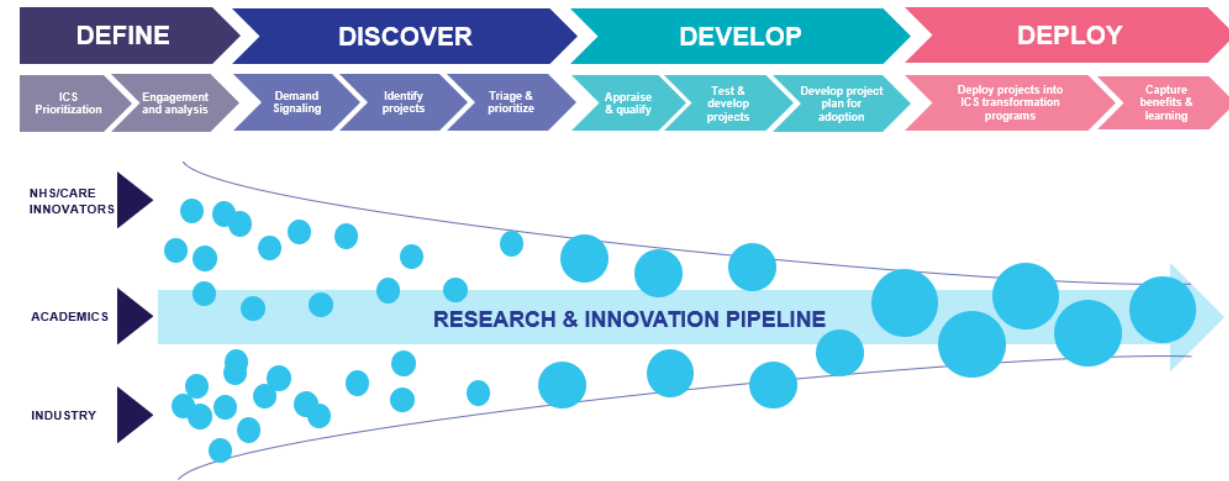 DEFINE
DISCOVER
DEVELOP
DEPLOY
ICS
Prioritization
Engagement
and analysis
Demand
Signaling
Identify
projects
Triage &
prioritize
Appraise
& qualify
Test &
develop
projects
Develop project
plan for
adoption
Deploy projects into
ICS transformation
programs
Capture
benefits &
learning
NHS/CARE
INNOVATORS
ACADEMICS
RESEARCH & INNOVATION PIPELINE
INDUSTRY